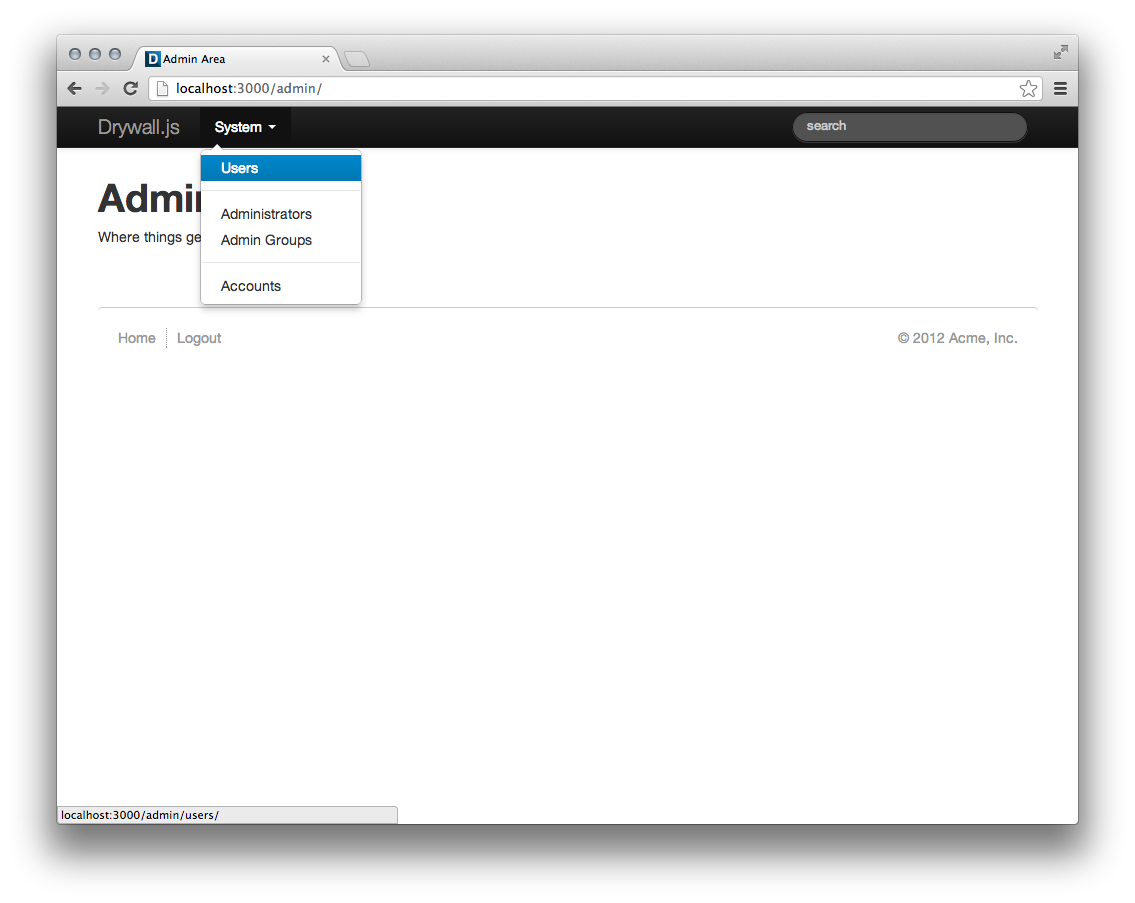 Admin Area
localhost:3000/admin/
Drywall.js System search
Users
Administrators
Where things ge
Admin Groups
Accounts
Home Logout © 2012 Acme, Inc.
localhost:3000/admin/users/